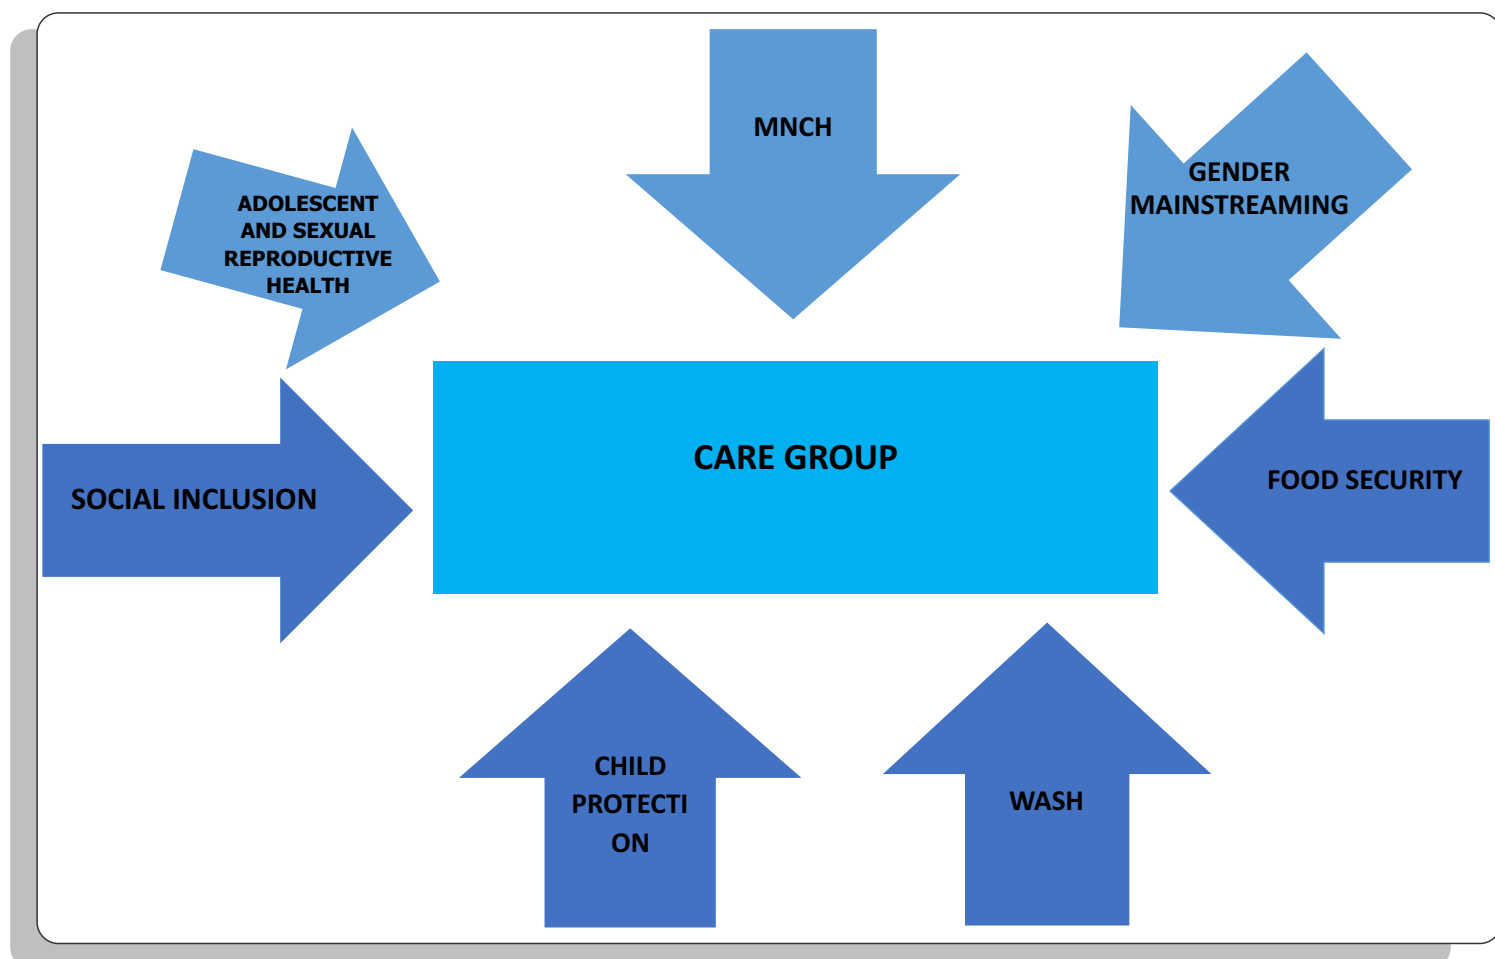 MNCH
GENDER
MAINSTREAMING
ADOLESCENT
AND SEXUAL
REPRODUCTIVE
HEALTH
CARE GROUP
SOCIAL INCLUSION
FOOD SECURITY
CHILD
PROTECTI
ON
WASH